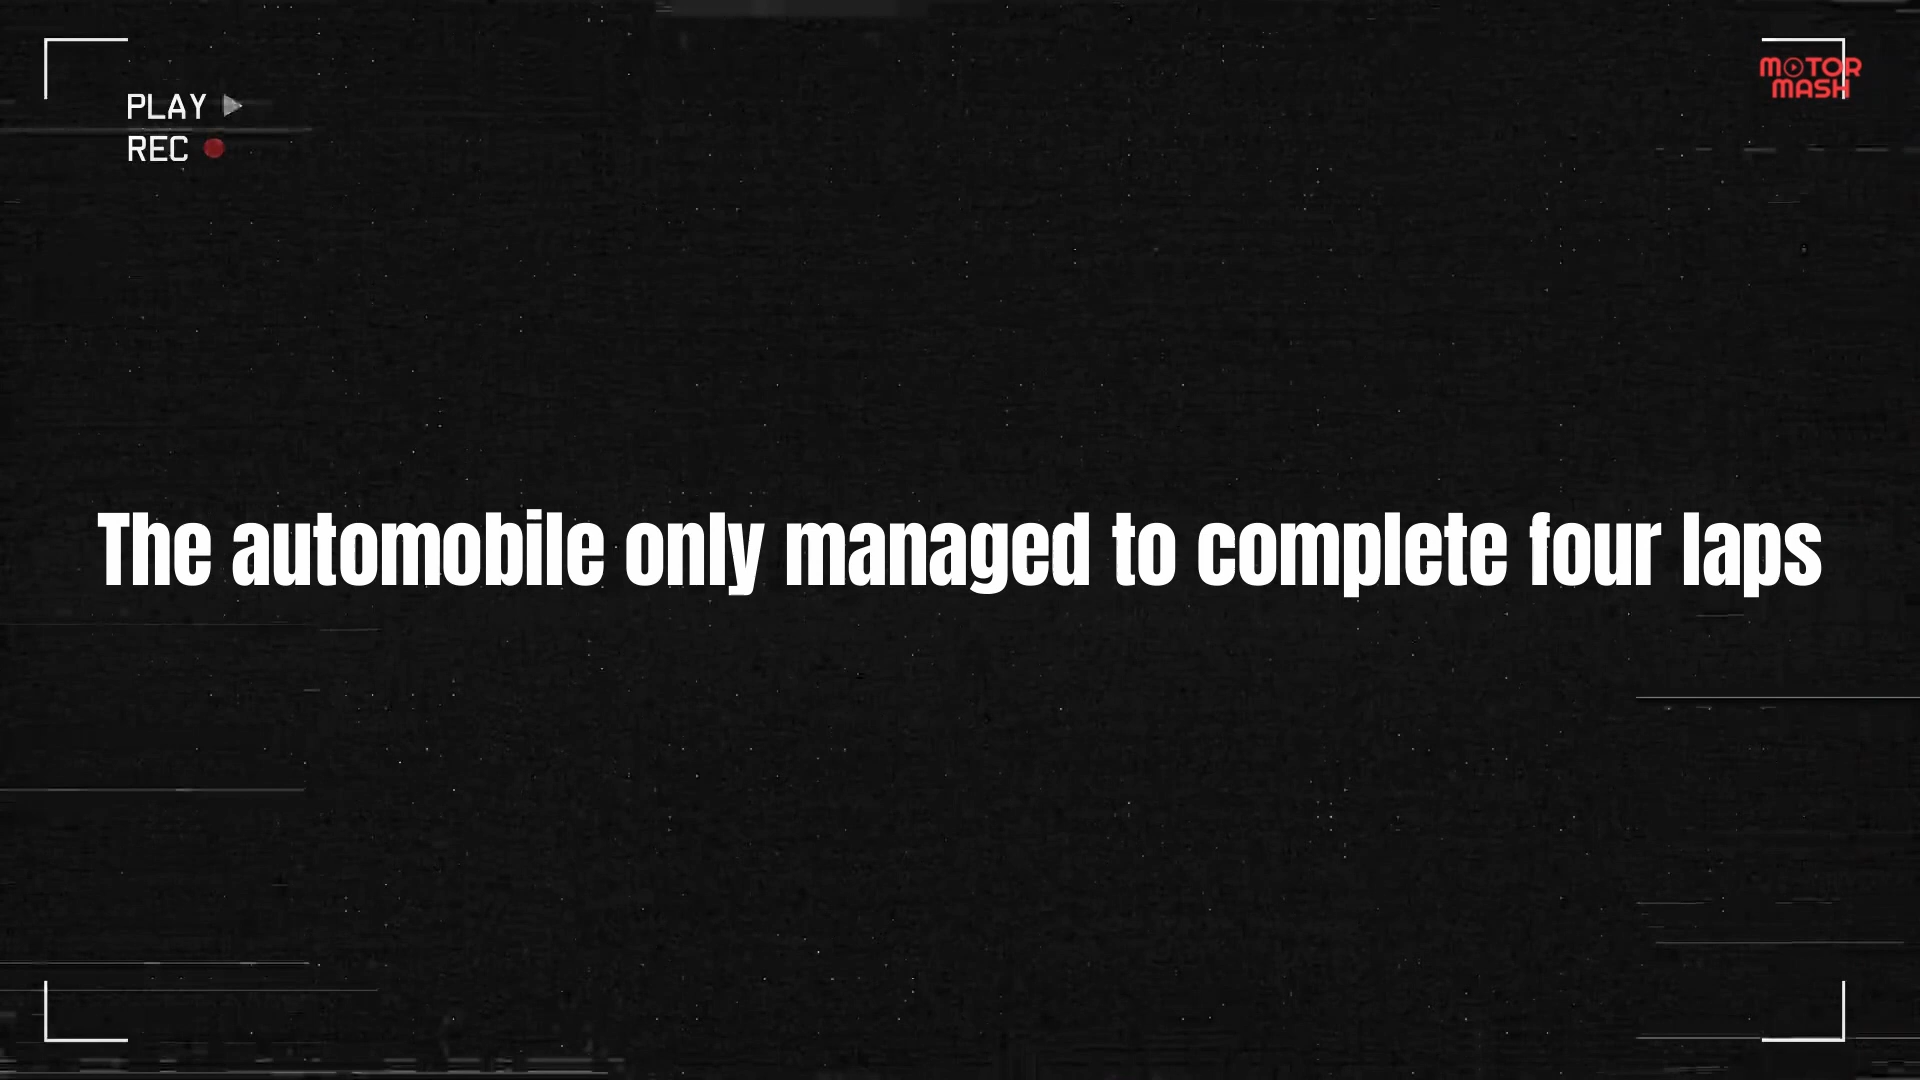 PLAY
REC
MOTOR
MASH
The automobile only managed to complete four laps